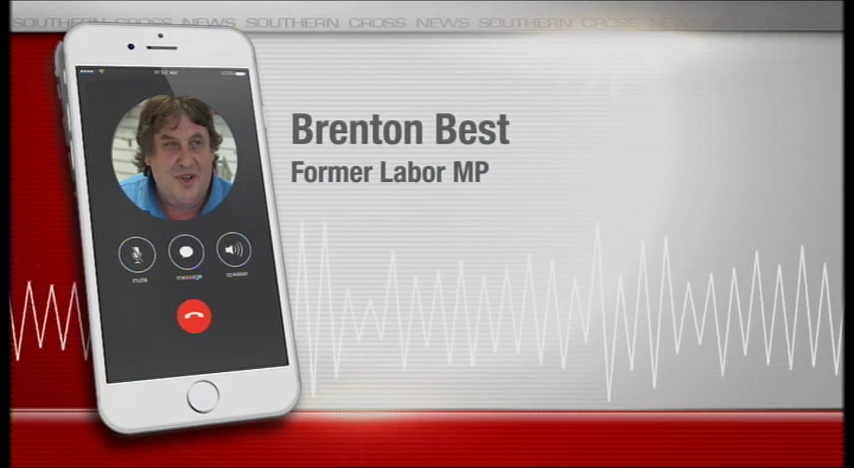 SOUTHERN CROSS NEWS SOUTHERN CROSS NEWS SOUTHERN CROSS NEWS
Brenton Best
Former Labor MP
mute message speaker